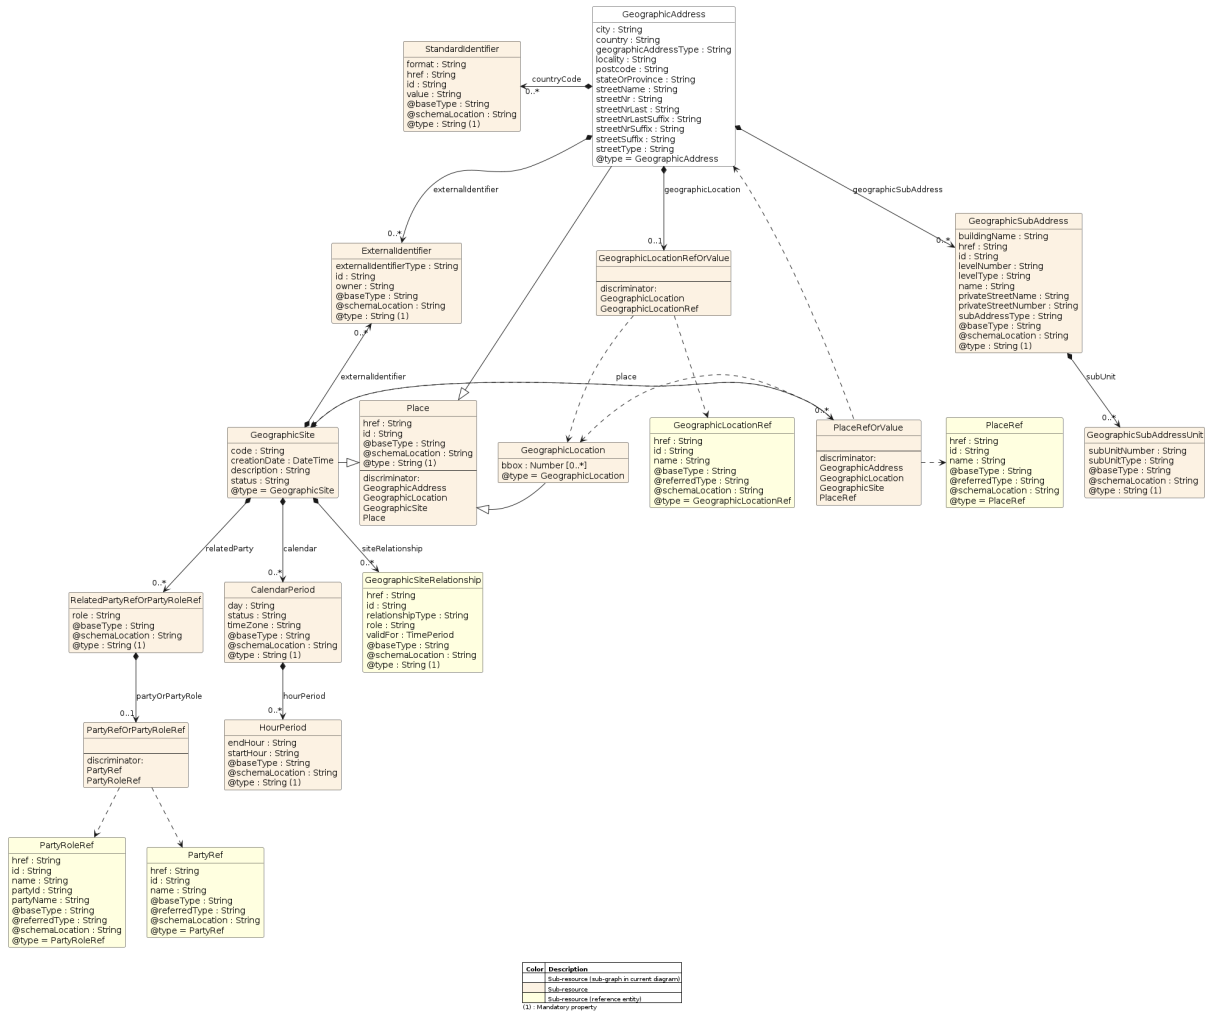 GeographicAddress
city : String
country : String
geographicAddressType : String
locality : String
postcode : String
stateOrProvince : String
streetName : String
streetNr : String
streetNrLast : String
streetNrLastSuffix : String
streetNrSuffix : String
streetSuffix : String
streetType : String
@type = GeographicAddress
StandardIdentifier
format : String
href : String
id : String
value : String
@baseType : String
@schemaLocation : String
@type : String (1)
countryCode
0..*
externalIdentifier
0..*
geographicLocation
0..1
geographicSubAddress
0..*
ExternalIdentifier
externalIdentifierType : String
id : String
owner : String
@baseType : String
@schemaLocation : String
@type : String (1)
0..*
externalIdentifier
GeographicLocationRefOrValue
discriminator:
GeographicLocation
GeographicLocationRef
GeographicSubAddress
buildingName : String
href : String
id : String
levelNumber : String
levelType : String
name : String
privateStreetName : String
privateStreetNumber : String
subAddressType : String
@baseType : String
@schemaLocation : String
@type : String (1)
subUnit
0..*
place
0..*
GeographicSite
code : String
creationDate : DateTime
description : String
status : String
@type = GeographicSite
Place
href : String
id : String
@baseType : String
@schemaLocation : String
@type : String (1)
discriminator:
GeographicAddress
GeographicLocation
GeographicSite
Place
GeographicLocation
bbox : Number [0..*]
@type = GeographicLocation
GeographicLocationRef
href : String
id : String
name : String
@baseType : String
@referredType : String
@schemaLocation : String
@type = GeographicLocationRef
PlaceRefOrValue
discriminator:
GeographicAddress
GeographicLocation
GeographicSite
PlaceRef
PlaceRef
href : String
id : String
name : String
@baseType : String
@referredType : String
@schemaLocation : String
@type = PlaceRef
GeographicSubAddressUnit
subUnitNumber : String
subUnitType : String
@baseType : String
@schemaLocation : String
@type : String (1)
relatedParty
0..*
calendar
0..*
siteRelationship
0..*
RelatedPartyRefOrPartyRoleRef
role : String
@baseType : String
@schemaLocation : String
@type : String (1)
CalendarPeriod
day : String
status : String
timeZone : String
@baseType : String
@schemaLocation : String
@type : String (1)
GeographicSiteRelationship
href : String
id : String
relationshipType : String
role : String
validFor : TimePeriod
@baseType : String
@schemaLocation : String
@type : String (1)
partyOrPartyRole
0..1
hourPeriod
0..*
PartyRefOrPartyRoleRef
discriminator:
PartyRef
PartyRoleRef
HourPeriod
endHour : String
startHour : String
@baseType : String
@schemaLocation : String
@type : String (1)
PartyRoleRef
href : String
id : String
name : String
partyId : String
partyName : String
@baseType : String
@referredType : String
@schemaLocation : String
@type = PartyRoleRef
PartyRef
href : String
id : String
name : String
@baseType : String
@referredType : String
@schemaLocation : String
@type = PartyRef
Color Description
Sub-resource (sub-graph in current diagram)
Sub-resource
Sub-resource (reference entity)
(1) : Mandatory property